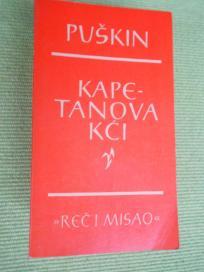 PUŠKIN
KAPE-
TANOVA
KĆI
»REČ I MISAO«